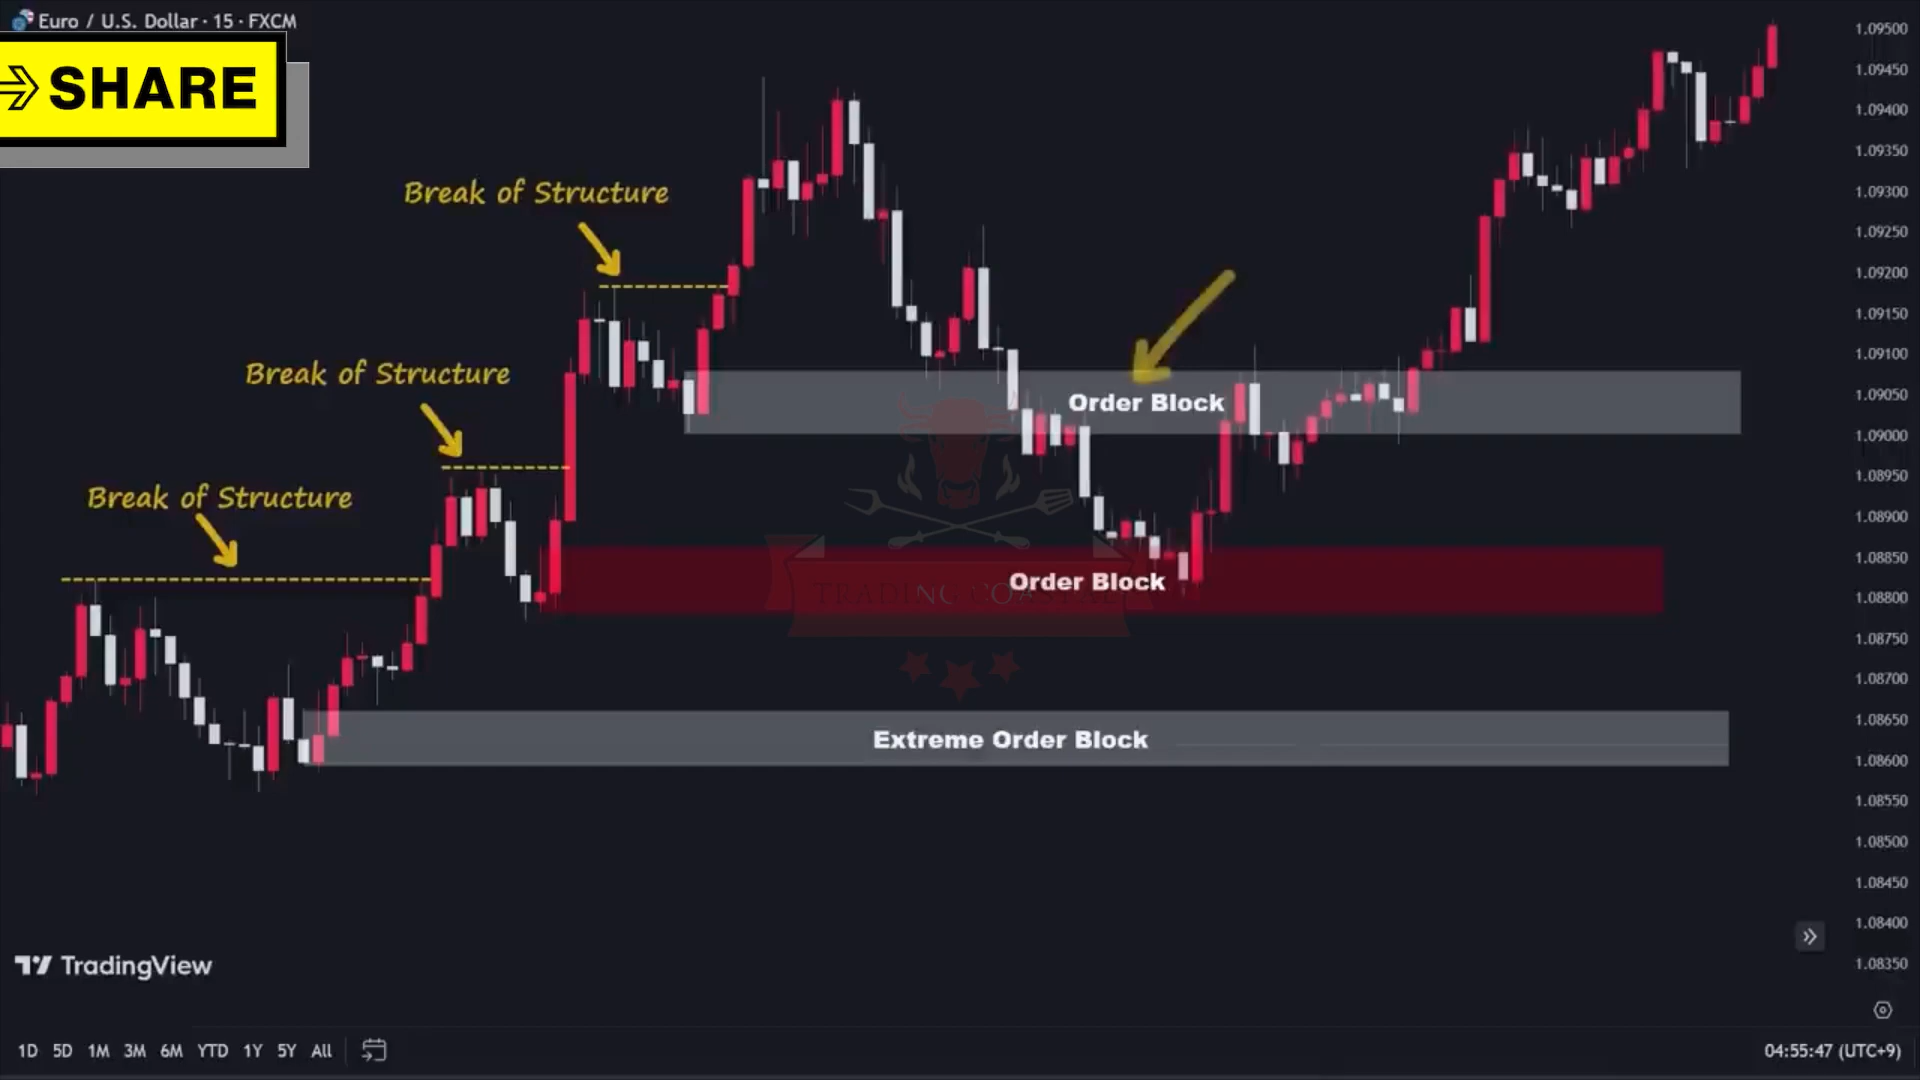 Euro / U.S. Dollar · 15 · FXCM
SHARE
Break of Structure
Break of Structure
Break of Structure
Order Block
Order Block
TRADING COASTAL
Extreme Order Block
1.09500
1.09450
1.09400
1.09350
1.09300
1.09250
1.09200
1.09150
1.09100
1.09050
1.09000
1.08950
1.08900
1.08850
1.08800
1.08750
1.08700
1.08650
1.08600
1.08550
1.08500
1.08450
1.08400
1.08350
TradingView
1D 5D 1M 3M 6M YTD 1Y 5Y All
04:55:47 (UTC+9)